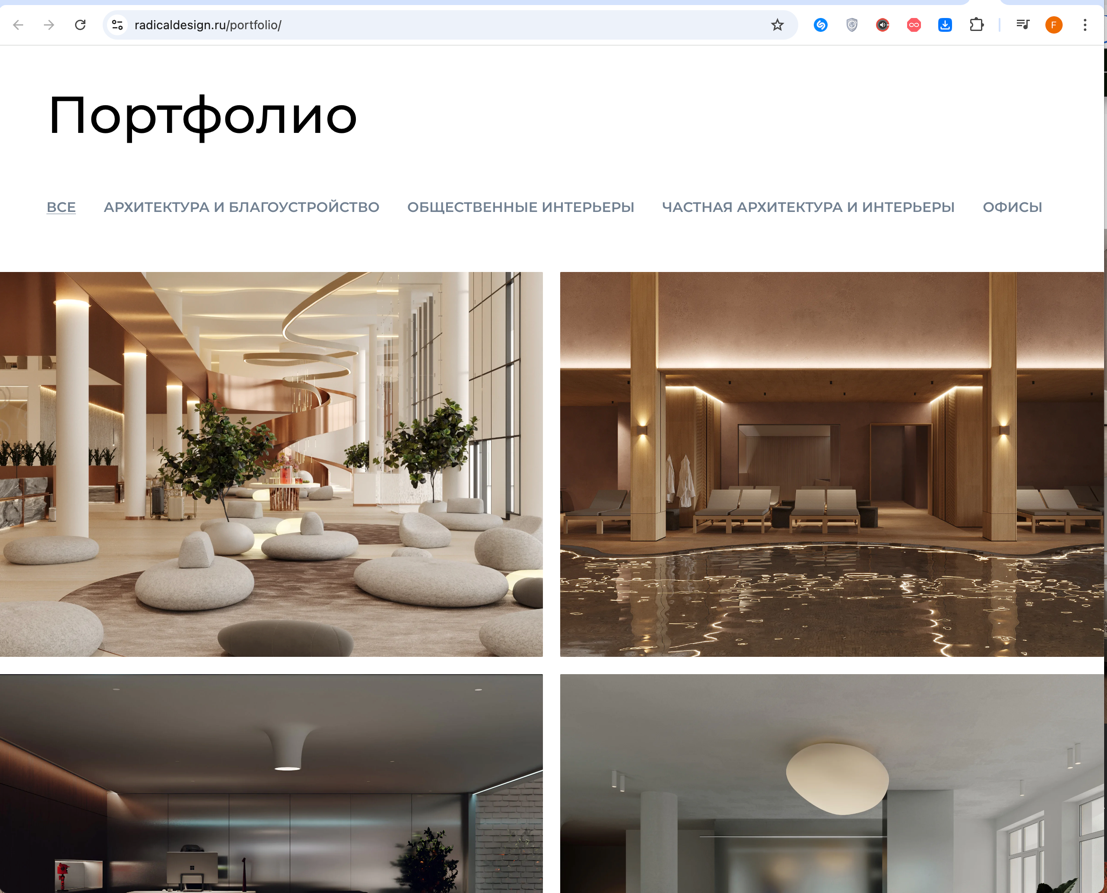 radicaldesign.ru/portfolio/
F
Портфолио
ВСЕ АРХИТЕКТУРА И БЛАГОУСТРОЙСТВО ОБЩЕСТВЕННЫЕ ИНТЕРЬЕРЫ ЧАСТНАЯ АРХИТЕКТУРА И ИНТЕРЬЕРЫ ОФИСЫ